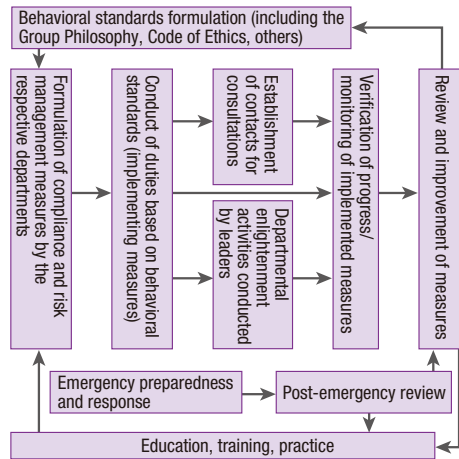 Behavioral standards formulation (including the
Group Philosophy, Code of Ethics, others)
Formulation of compliance and risk
management measures by the
respective departments
Conduct of duties based on behavioral
standards (implementing measures)
Establishment
of contacts for
consultations
Departmental
enlightenment
activities conducted
by leaders
Verification of progress/
monitoring of implemented measures
Review and improvement of measures
Emergency preparedness
and response
Post-emergency review
Education, training, practice